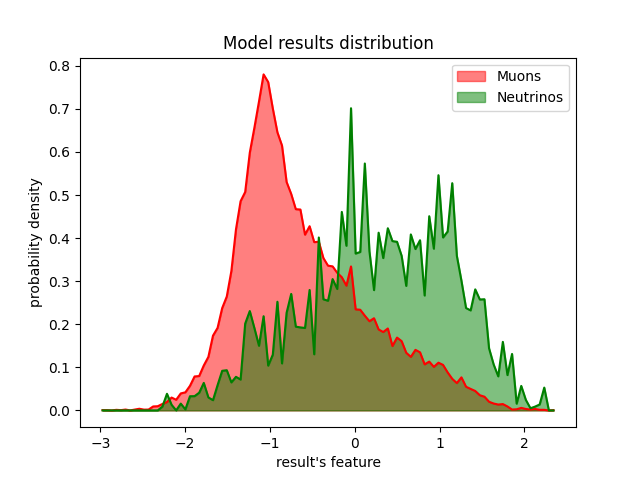 Model results distribution
Muons
Neutrinos
probability density
0.8
0.7
0.6
0.5
0.4
0.3
0.2
0.1
0.0
−3 −2 −1 0 1 2
result's feature